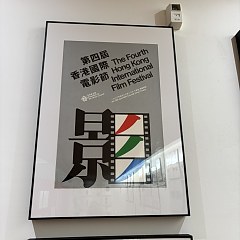 第四屆
香港國際
電影節
The Fourth
Hong Kong
International
Film Festival
影